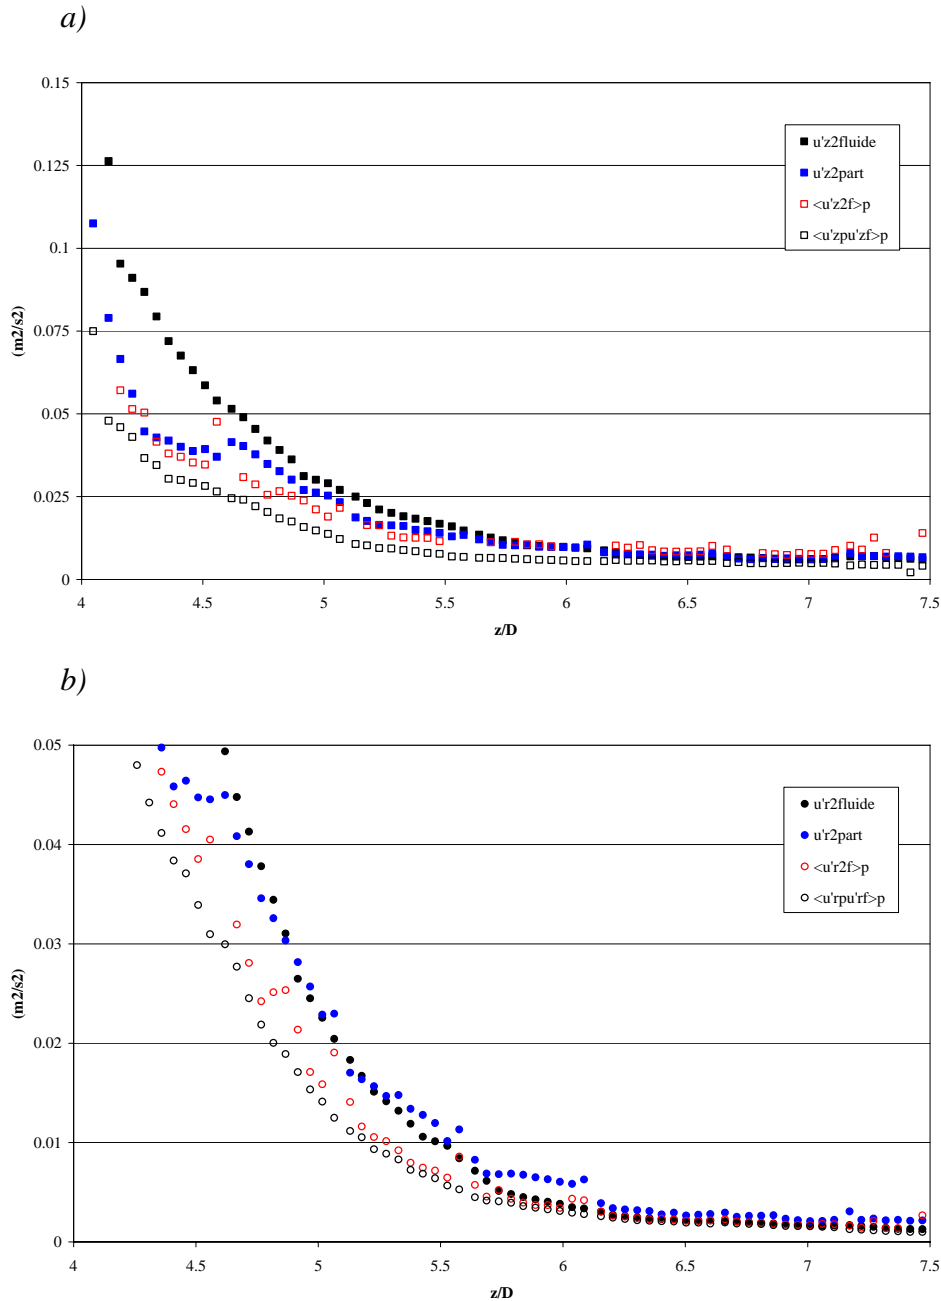 a)
0.15
0.125
0.1
0.075
0.05
0.025
0
(m2/s2)
4
4.5
5
5.5
6
6.5
7
7.5
z/D
u'z2fluide
u'z2part
<u'z2f>p
<u'zpu'zf>p
b)
0.05
0.04
0.03
0.02
0.01
0
(m2/s2)
4
4.5
5
5.5
6
6.5
7
7.5
z/D
u'r2fluide
u'r2part
<u'r2f>p
<u'rpu'rf>p